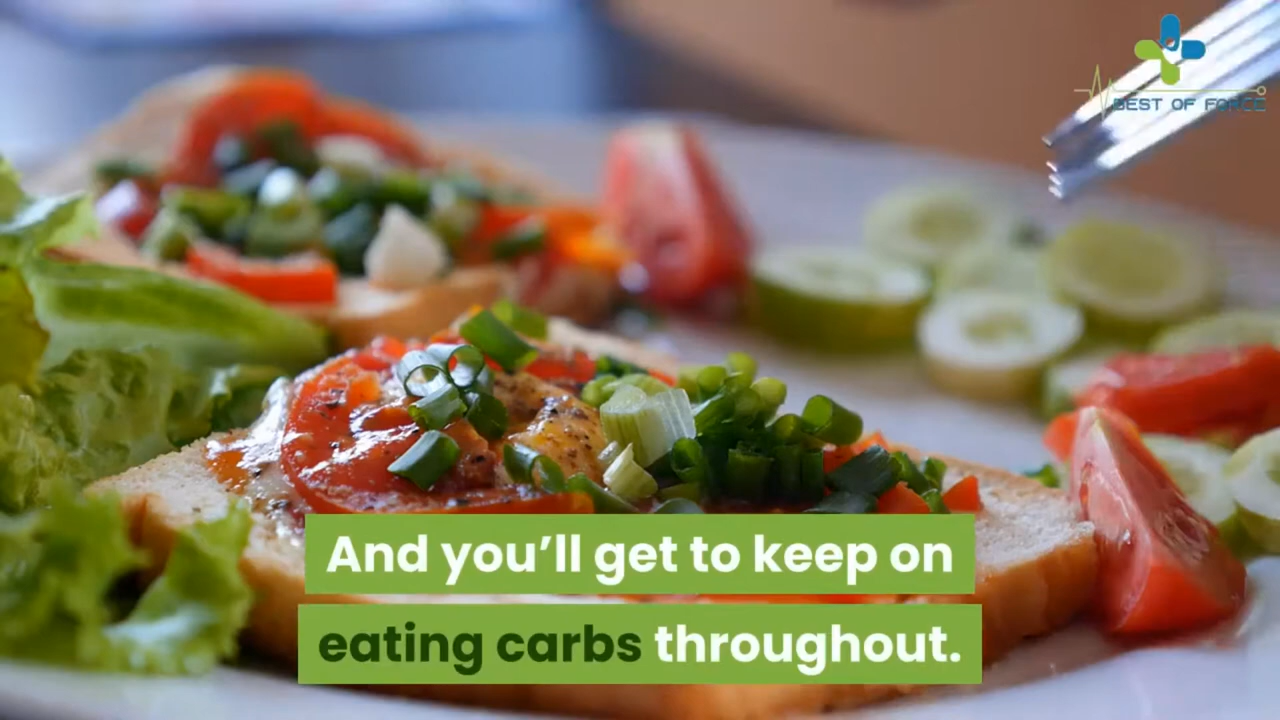 BEST OF FORCE
And you’ll get to keep on
eating carbs throughout.